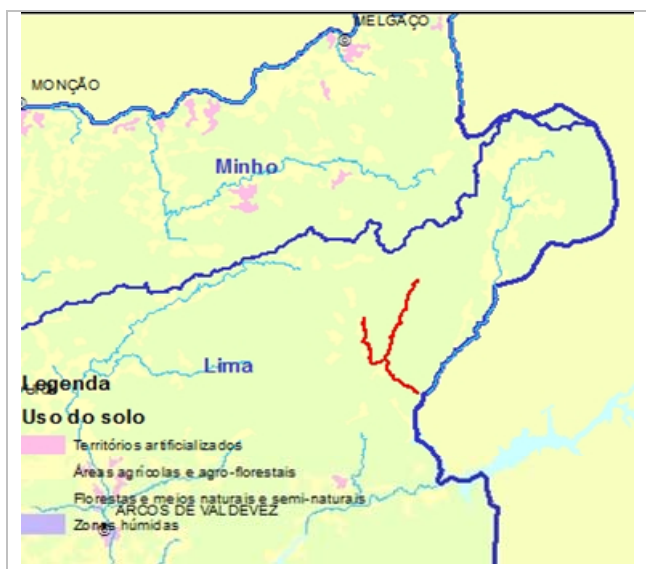 MELGAÇO
MONÇÃO
Minho
Lima
Legenda
Uso do solo
Territórios artificializados
Áreas agrícolas e agro-florestais
Florestas e meios naturais e semi-naturais
ARCOS DE VALDEVEZ
Zonas húmidas